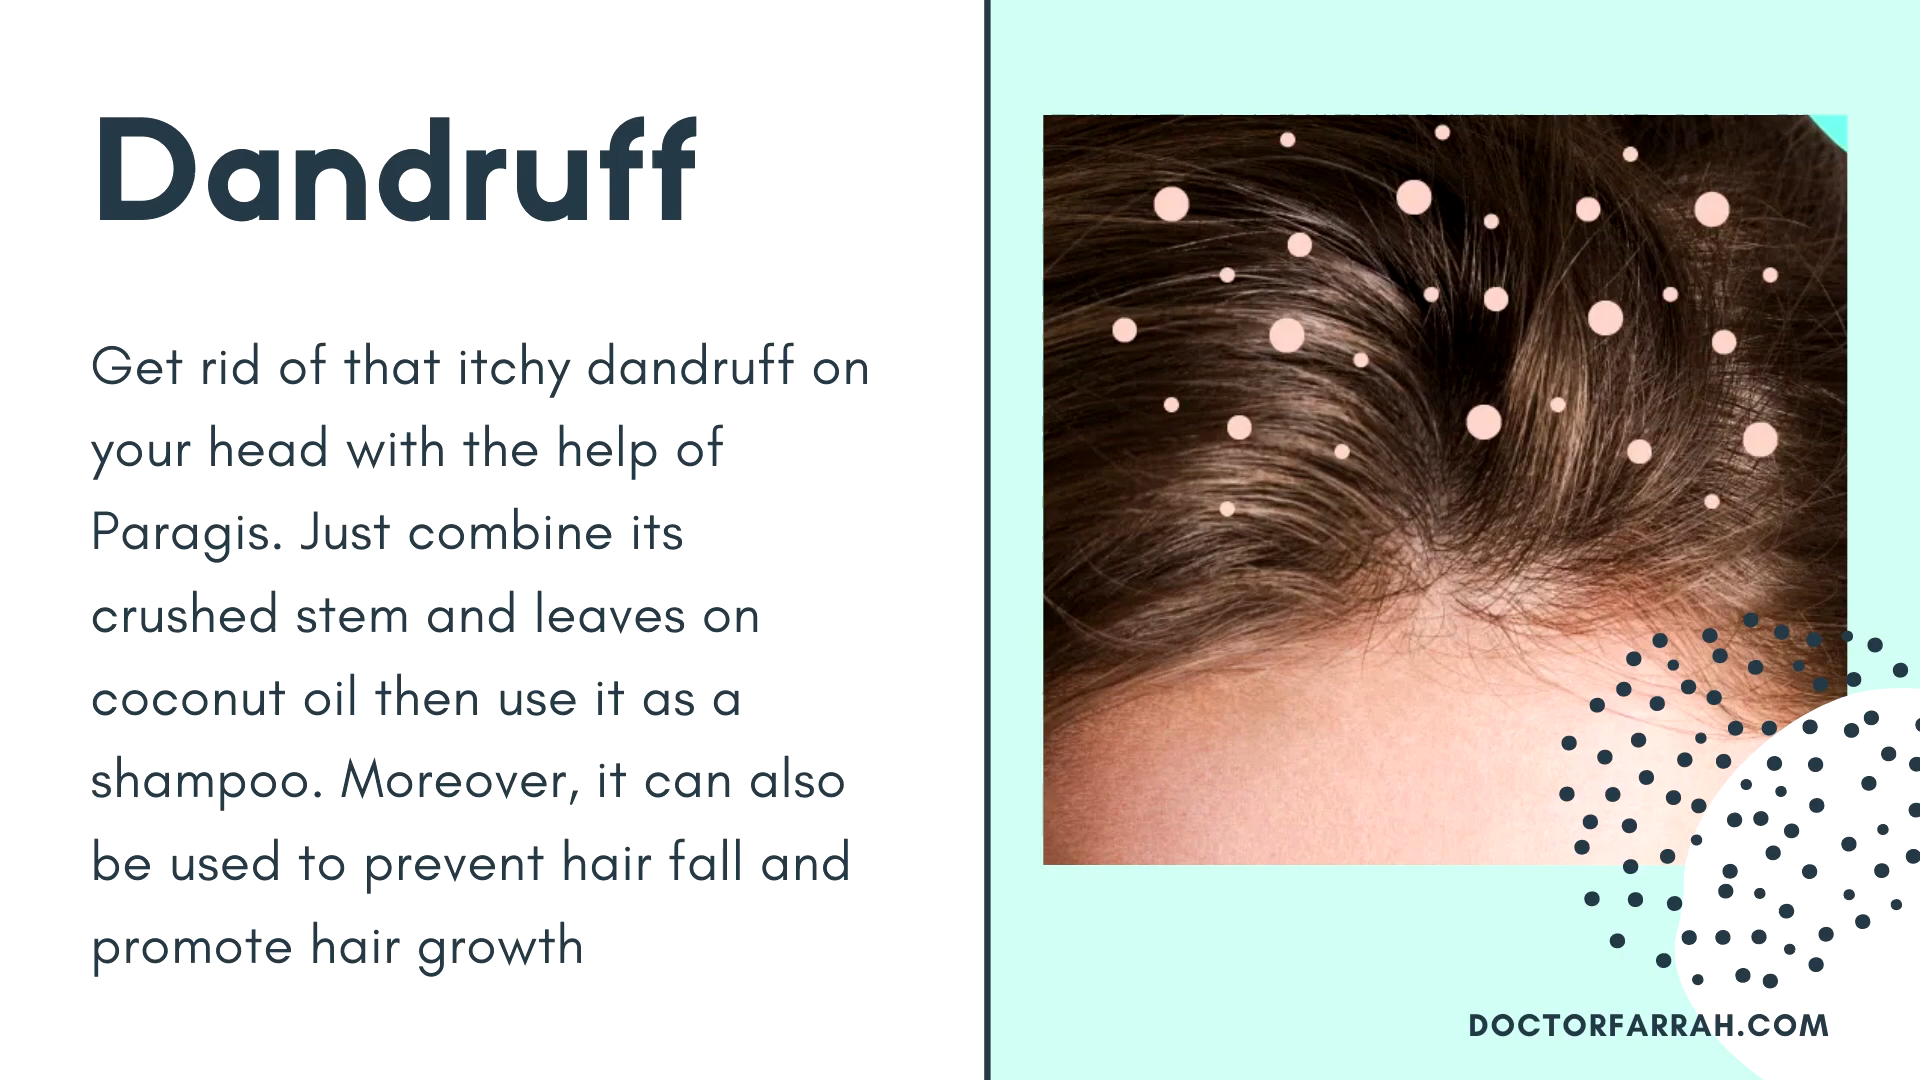 Dandruff
Get rid of that itchy dandruff on
your head with the help of
Paragis. Just combine its
crushed stem and leaves on
coconut oil then use it as a
shampoo. Moreover, it can also
be used to prevent hair fall and
promote hair growth
DOCTORFARRAH.COM